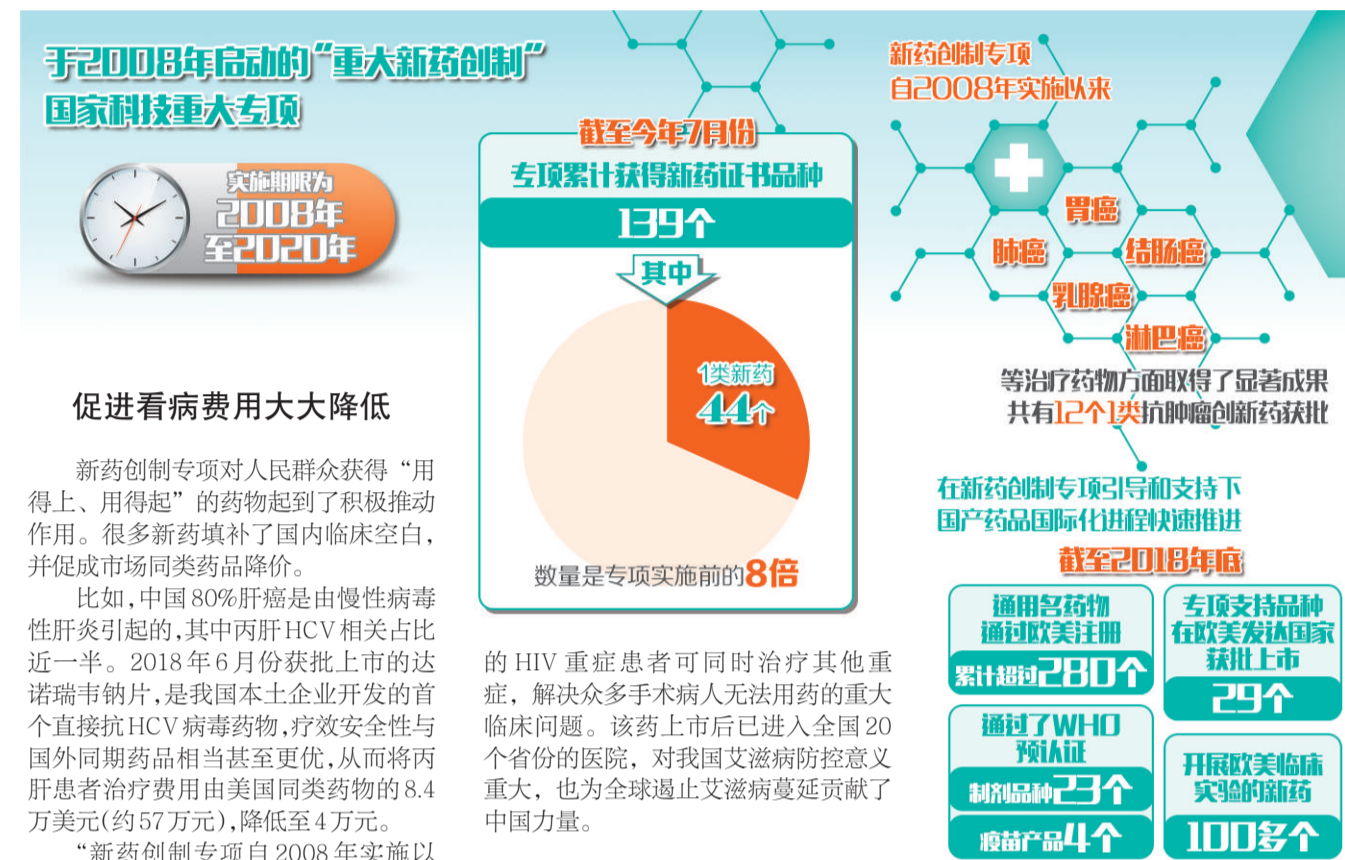 于2008年启动的“重大新药创制”
国家科技重大专项
实施期限为
2008年
至2020年
截至今年7月份
专项累计获得新药证书品种
139个
其中
1类新药
44个
数量是专项实施前的8倍
新药创制专项
自2008年实施以来
胃癌
肺癌
结肠癌
乳腺癌
淋巴癌
等治疗药物方面取得了显著成果
共有12个1类抗肿瘤创新药获批
在新药创制专项引导和支持下
国产药品国际化进程快速推进
截至2018年底
通用名药物
通过欧美注册
累计超过280个
专项支持品种
在欧美发达国家
获批上市
29个
通过了WHO
预认证
制剂品种23个
疫苗产品4个
开展欧美临床
实验的新药
100多个
促进看病费用大大降低
新药创制专项对人民群众获得“用
得上、用得起”的药物起到了积极推动
作用。很多新药填补了国内临床空白，
并促成市场同类药品降价。
比如，中国80%肝癌是由慢性病毒
性肝炎引起的，其中丙肝HCV相关占比
近一半。2018年6月份获批上市的达
诺瑞韦钠片，是我国本土企业开发的首
个直接抗HCV病毒药物，疗效安全性与
国外同期药品相当甚至更优，从而将丙
肝患者治疗费用由美国同类药物的8.4
万美元(约57万元)，降低至4万元。
“新药创制专项自2008年实施以
的HIV重症患者可同时治疗其他重
症，解决众多手术病人无法用药的重大
临床问题。该药上市后已进入全国20
个省份的医院，对我国艾滋病防控意义
重大，也为全球遏止艾滋病蔓延贡献了
中国力量。